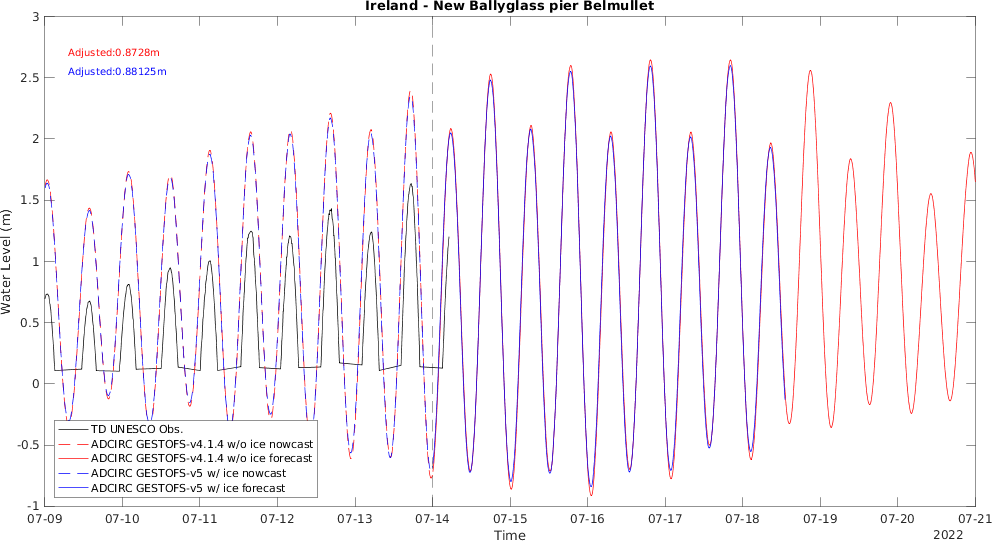 Ireland - New Ballyglass pier Belmullet
Adjusted:0.8728m
Adjusted:0.88125m
Water Level (m)
3
2.5
2
1.5
1
0.5
0
-0.5
-1
TD UNESCO Obs.
ADCIRC GESTOFS-v4.1.4 w/o ice nowcast
ADCIRC GESTOFS-v4.1.4 w/o ice forecast
ADCIRC GESTOFS-v5 w/ ice nowcast
ADCIRC GESTOFS-v5 w/ ice forecast
07-09 07-10 07-11 07-12 07-13 07-14 07-15 07-16 07-17 07-18 07-19 07-20 07-21
Time
2022